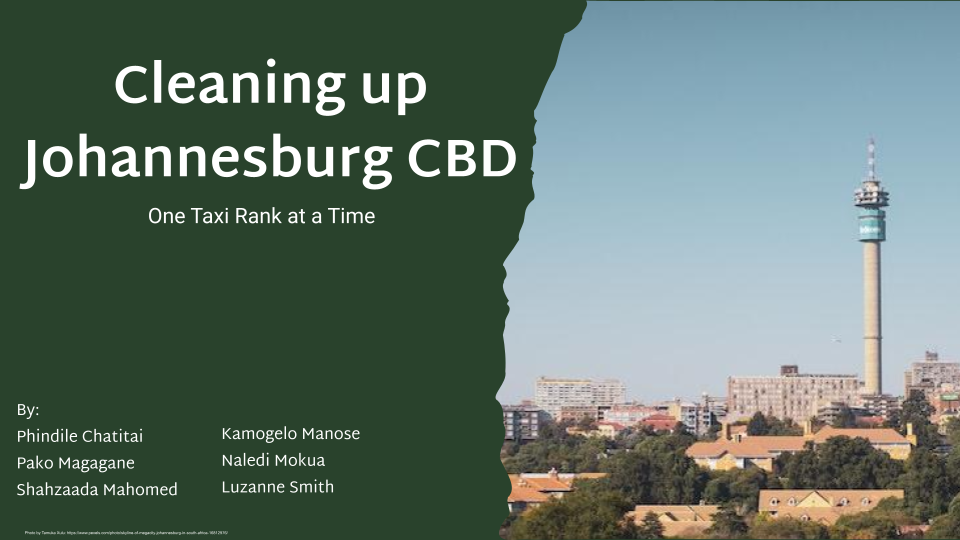 Cleaning up
Johannesburg CBD
One Taxi Rank at a Time
By:
Phindile Chatitai
Pako Magagane
Shahzaada Mahomed
Kamogelo Manose
Naledi Mokua
Luzanne Smith